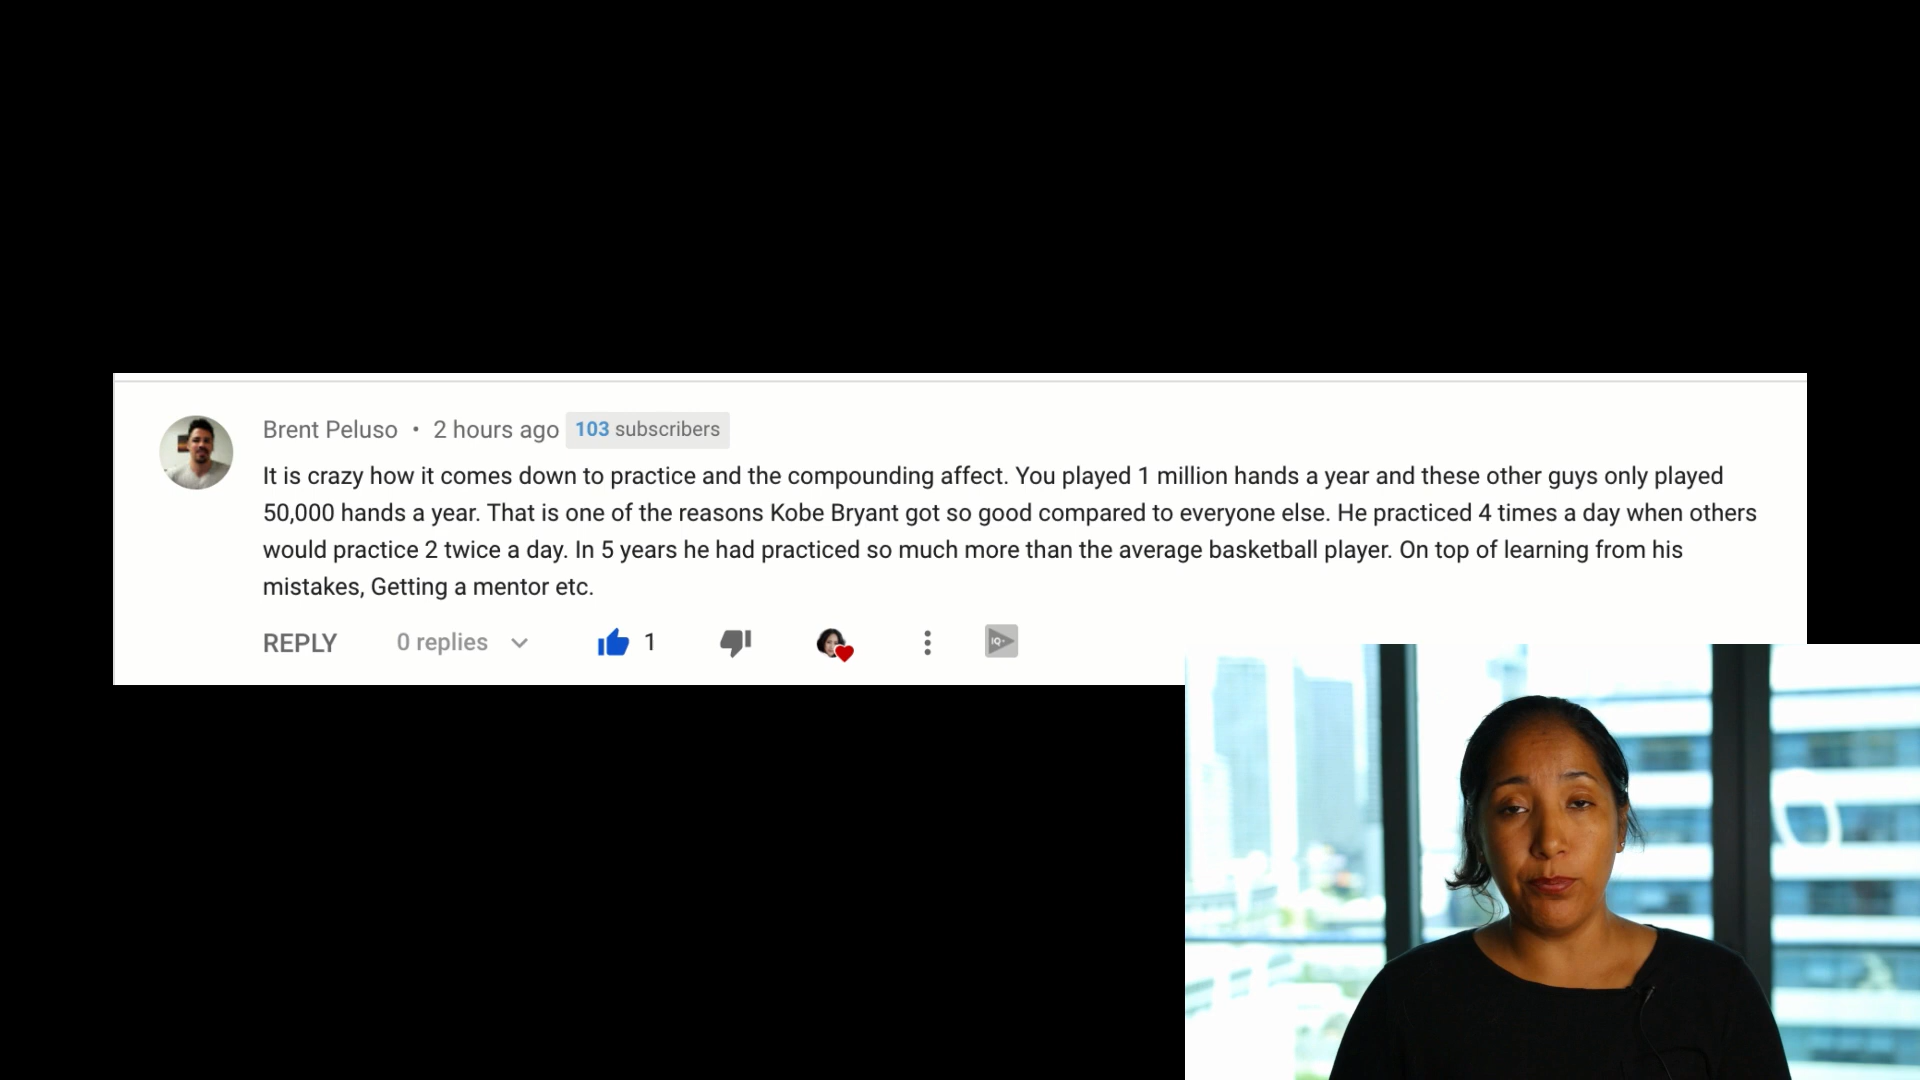 Brent Peluso • 2 hours ago 103 subscribers
It is crazy how it comes down to practice and the compounding affect. You played 1 million hands a year and these other guys only played
50,000 hands a year. That is one of the reasons Kobe Bryant got so good compared to everyone else. He practiced 4 times a day when others
would practice 2 twice a day. In 5 years he had practiced so much more than the average basketball player. On top of learning from his
mistakes, Getting a mentor etc.
REPLY 0 replies 1 IQ+